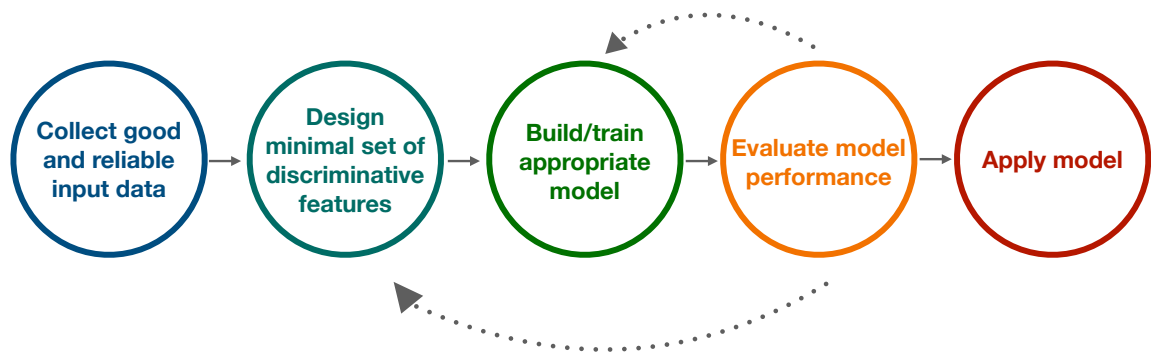 Collect good
and reliable
input data
Design
minimal set of
discriminative
features
Build/train
appropriate
model
Evaluate model
performance
Apply model